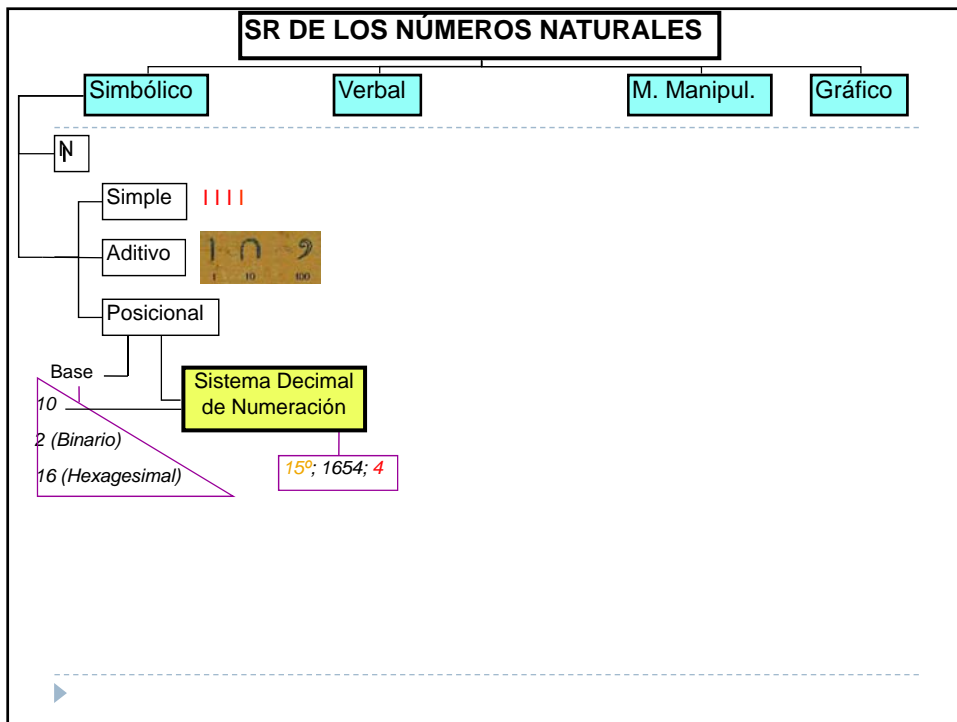 SR DE LOS NÚMEROS NATURALES
Simbólico Verbal M. Manipul. Gráfico
N
Simple I I I I
Aditivo
1 10 100
Posicional
Base
Sistema Decimal
de Numeración
10
2 (Binario)
16 (Hexagesimal)
15º; 1654; 4